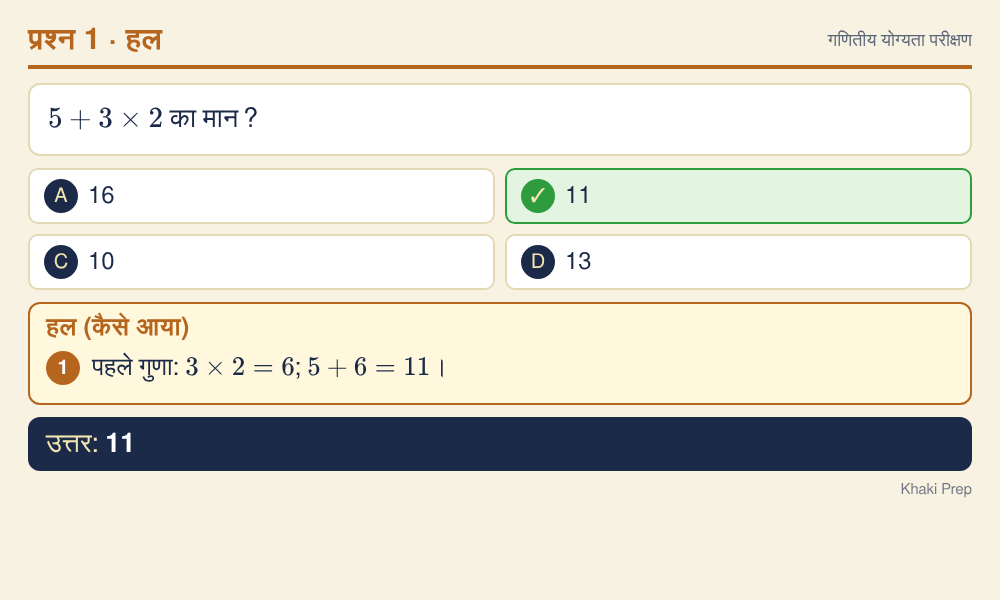 प्रश्न 1 · हल
गणितीय योग्यता परीक्षण
5 + 3 × 2 का मान ?
A 16
✓ 11
C 10
D 13
हल (कैसे आया)
1 पहले गुणा: 3 × 2 = 6; 5 + 6 = 11 ।
उत्तर: 11
Khaki Prep